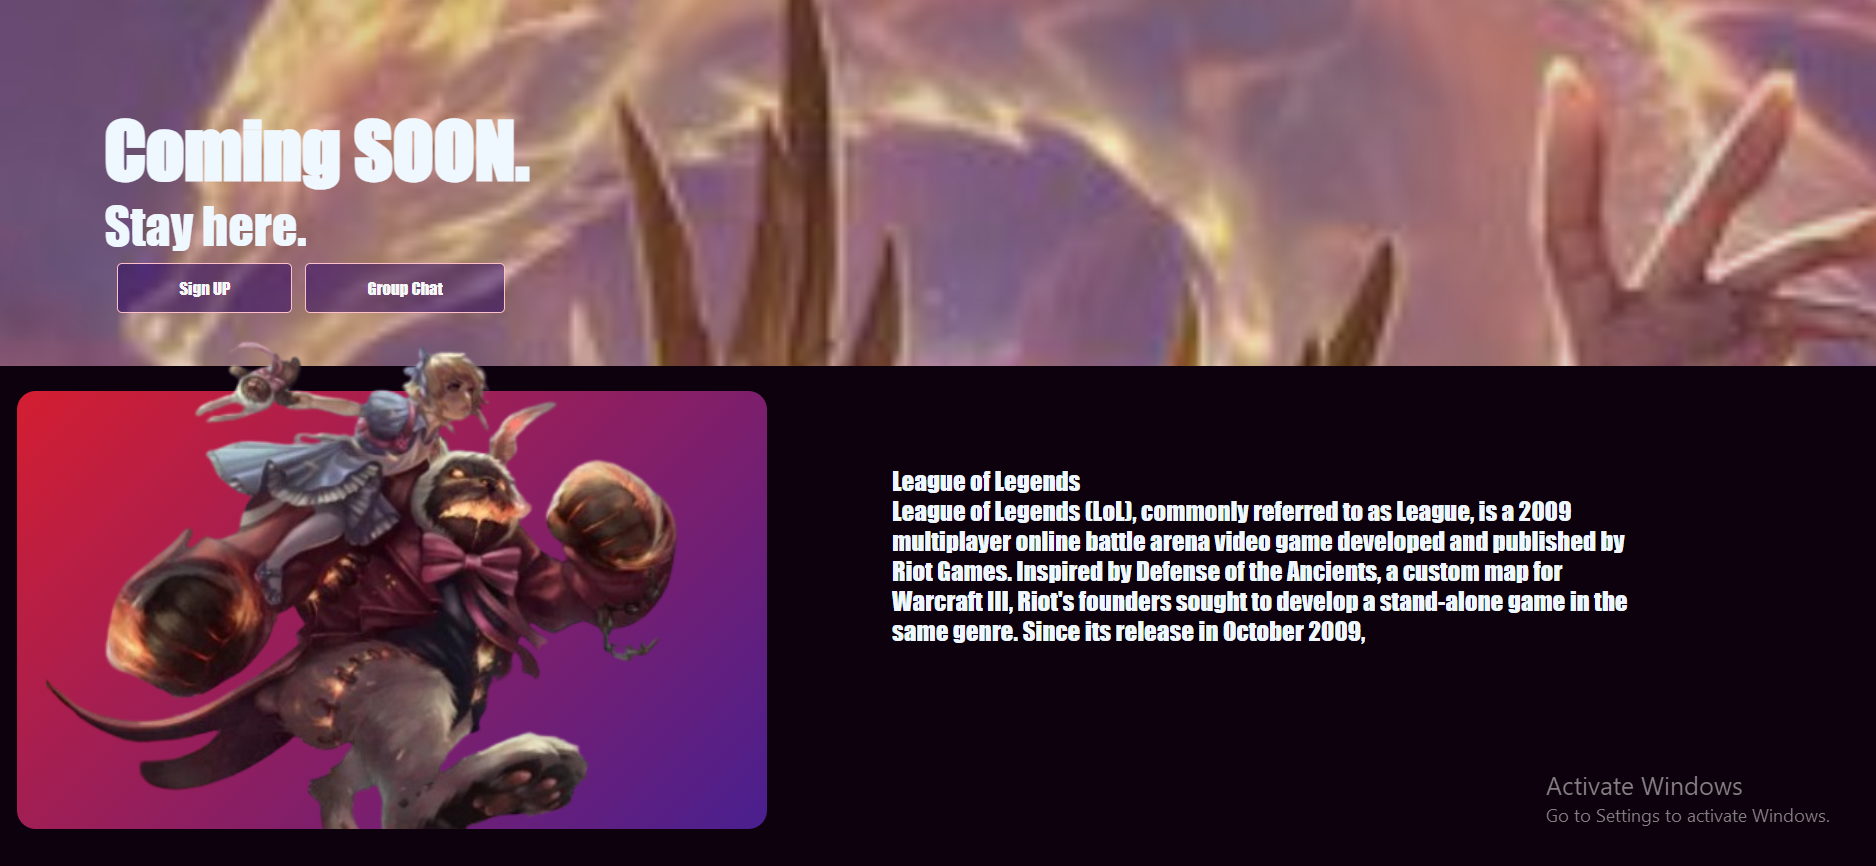 Coming SOON.
Stay here.
Sign UP
Group Chat
League of Legends
League of Legends (LoL), commonly referred to as League, is a 2009
multiplayer online battle arena video game developed and published by
Riot Games. Inspired by Defense of the Ancients, a custom map for
Warcraft III, Riot's founders sought to develop a stand-alone game in the
same genre. Since its release in October 2009,
Activate Windows
Go to Settings to activate Windows.